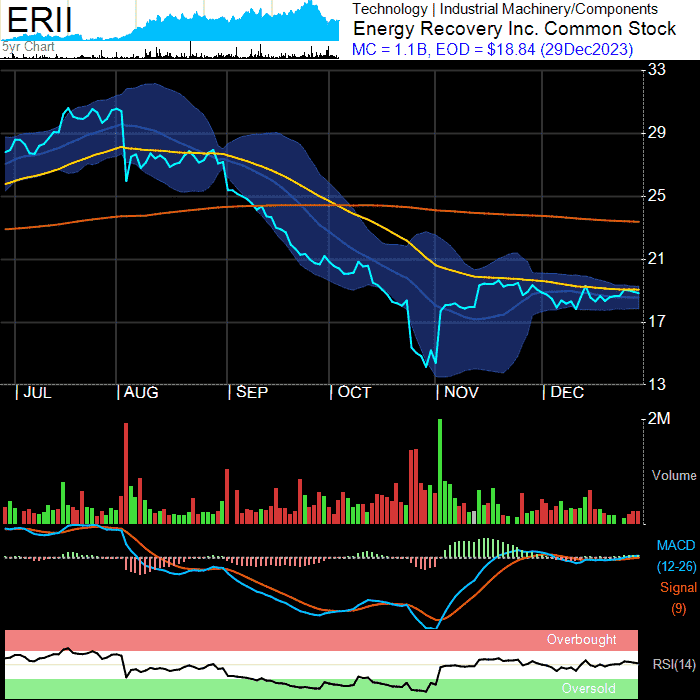 ERII
5yr Chart
Technology | Industrial Machinery/Components
Energy Recovery Inc. Common Stock
MC = 1.1B, EOD = $18.84 (29Dec2023)
33
29
25
21
17
13
| JUL | AUG | SEP | OCT | NOV | DEC
2M
Volume
MACD
(12-26)
Signal
(9)
Overbought
RSI(14)
Oversold